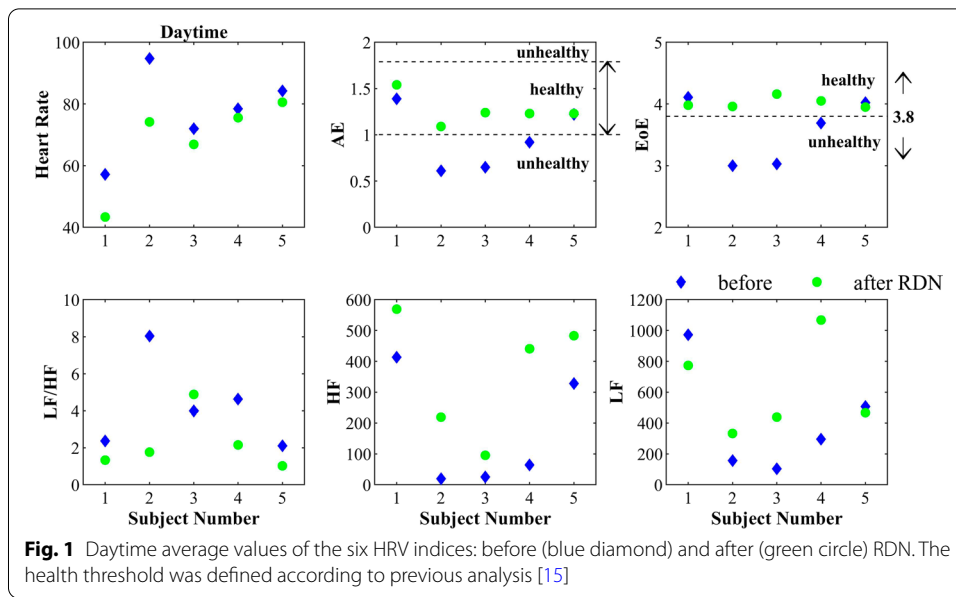 Daytime
100
80
60
40
Heart Rate
1 2 3 4 5
2
1.5
1
0.5
0
AE
unhealthy
healthy
unhealthy
1 2 3 4 5
5
4
3
2
EoE
healthy
3.8
unhealthy
1 2 3 4 5
before after RDN
10
8
6
4
2
0
LF/HF
1 2 3 4 5
Subject Number
600
500
400
300
200
100
0
HF
1 2 3 4 5
Subject Number
1200
1000
800
600
400
200
0
LF
1 2 3 4 5
Subject Number
Fig. 1 Daytime average values of the six HRV indices: before (blue diamond) and after (green circle) RDN. The
health threshold was defined according to previous analysis [15]